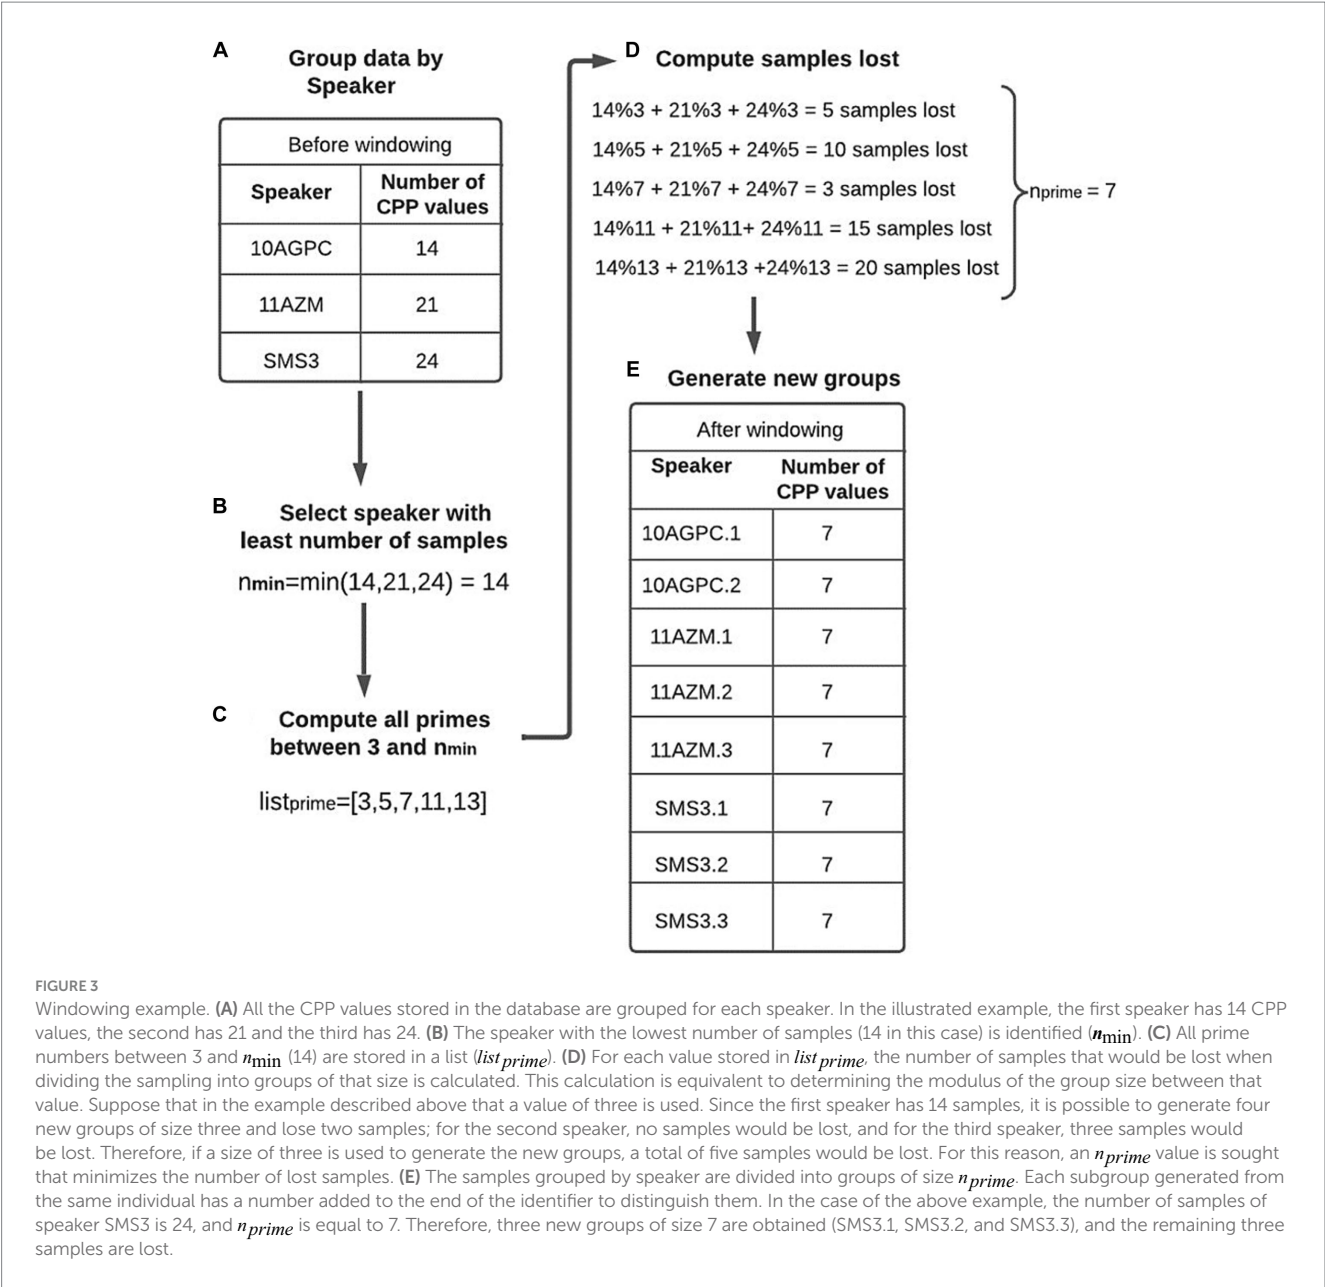 A
Group data by
Speaker
Before windowing
Speaker
Number of
CPP values
10AGPC
14
11AZM
21
SMS3
24
B
Select speaker with
least number of samples
nmin=min(14,21,24) = 14
C
Compute all primes
between 3 and nmin
listprime=[3,5,7,11,13]
D
Compute samples lost
14%3 + 21%3 + 24%3 = 5 samples lost
14%5 + 21%5 + 24%5 = 10 samples lost
14%7 + 21%7 + 24%7 = 3 samples lost
14%11 + 21%11+ 24%11 = 15 samples lost
14%13 + 21%13 +24%13 = 20 samples lost
nprime = 7
E
Generate new groups
After windowing
Speaker
Number of
CPP values
10AGPC.1
7
10AGPC.2
7
11AZM.1
7
11AZM.2
7
11AZM.3
7
SMS3.1
7
SMS3.2
7
SMS3.3
7
FIGURE 3
Windowing example. (A) All the CPP values stored in the database are grouped for each speaker. In the illustrated example, the first speaker has 14 CPP
values, the second has 21 and the third has 24. (B) The speaker with the lowest number of samples (14 in this case) is identified (nmin). (C) All prime
numbers between 3 and nmin (14) are stored in a list (listprime). (D) For each value stored in listprime, the number of samples that would be lost when
dividing the sampling into groups of that size is calculated. This calculation is equivalent to determining the modulus of the group size between that
value. Suppose that in the example described above that a value of three is used. Since the first speaker has 14 samples, it is possible to generate four
new groups of size three and lose two samples; for the second speaker, no samples would be lost, and for the third speaker, three samples would
be lost. Therefore, if a size of three is used to generate the new groups, a total of five samples would be lost. For this reason, an nprime value is sought
that minimizes the number of lost samples. (E) The samples grouped by speaker are divided into groups of size nprime. Each subgroup generated from
the same individual has a number added to the end of the identifier to distinguish them. In the case of the above example, the number of samples of
speaker SMS3 is 24, and nprime is equal to 7. Therefore, three new groups of size 7 are obtained (SMS3.1, SMS3.2, and SMS3.3), and the remaining three
samples are lost.